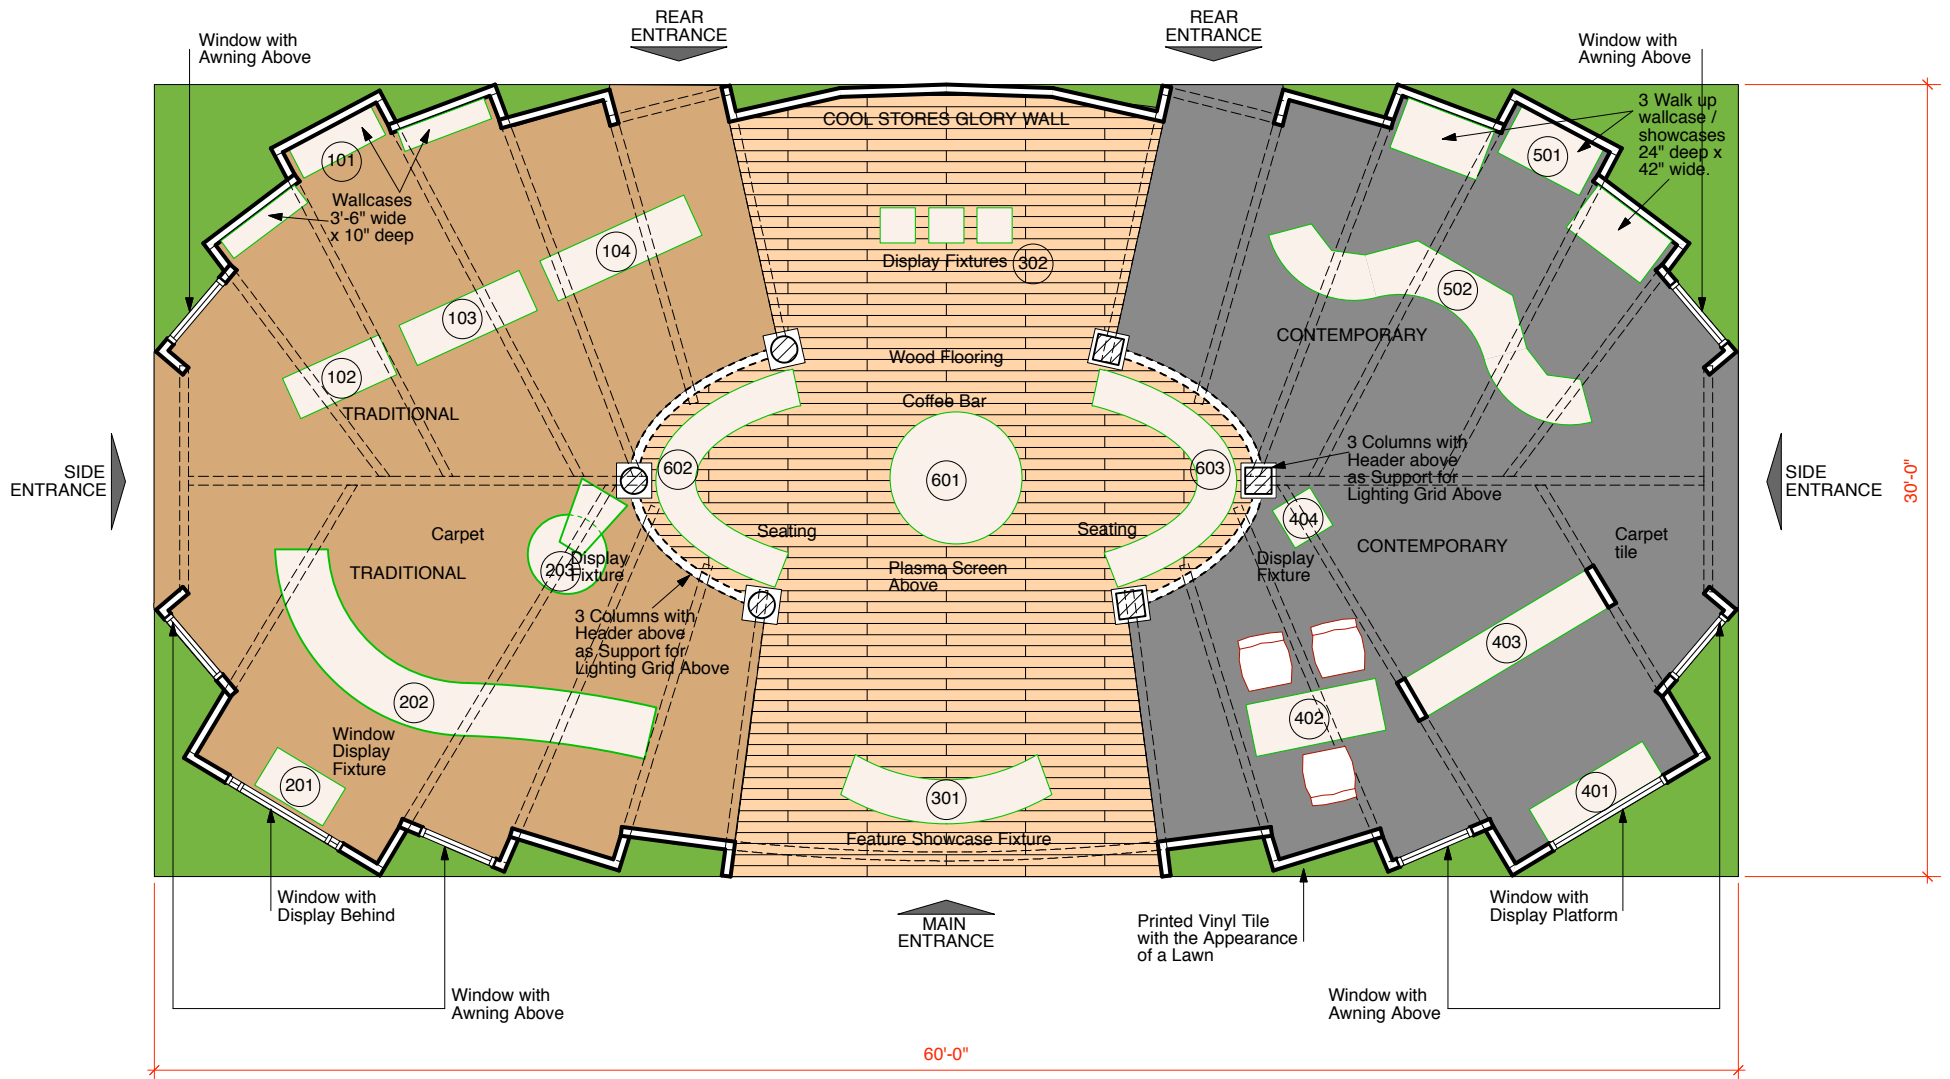 REAR
ENTRANCE
REAR
ENTRANCE
Window with
Awning Above
Window with
Awning Above
3 Walk up
wallcase /
showcases
24" deep x
42" wide.
COOL STORES GLORY WALL
101
501
Wallcases
3'-6" wide
x 10" deep
104
Display Fixtures
302
502
103
CONTEMPORARY
Wood Flooring
102
TRADITIONAL
Coffee Bar
3 Columns with
Header above
as Support for
Lighting Grid Above
SIDE
ENTRANCE
602
601
603
SIDE
ENTRANCE
30'-0"
404
Carpet
Seating
Seating
CONTEMPORARY
Carpet
tile
TRADITIONAL
203
Display
Fixture
Plasma Screen
Above
Display
Fixture
3 Columns with
Header above
as Support for
Lighting Grid Above
403
202
402
Window
Display
Fixture
201
301
401
Feature Showcase Fixture
Window with
Display Behind
MAIN
ENTRANCE
Printed Vinyl Tile
with the Appearance
of a Lawn
Window with
Display Platform
Window with
Awning Above
Window with
Awning Above
60'-0"